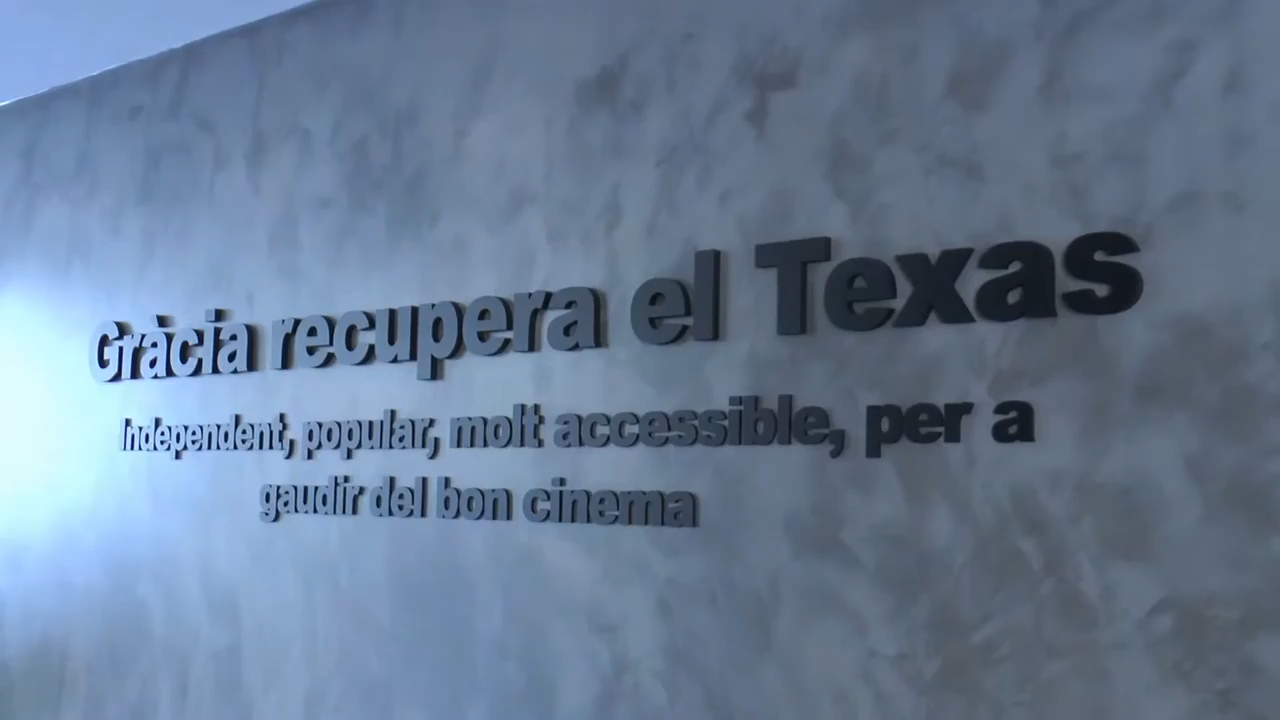 Gràcia recupera el Texas
Independent, popular, molt accessible, per a
gaudir del bon cinema